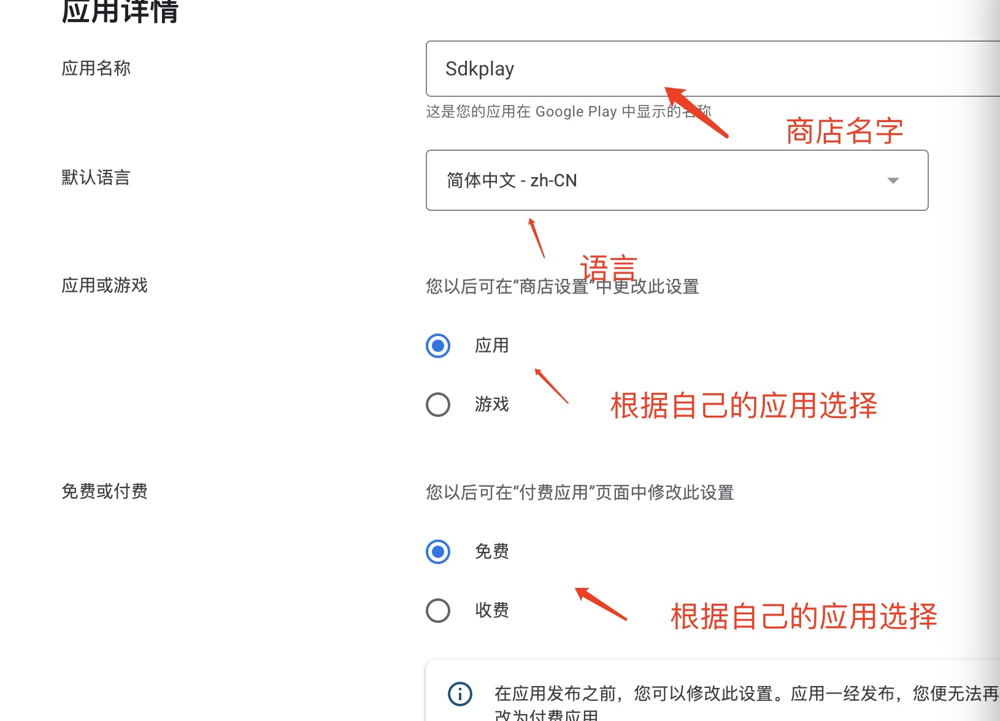 应用详情
应用名称
Sdkplay
这是您的应用在 Google Play 中显示的名称
商店名字
默认语言
简体中文 - zh-CN
语言
应用或游戏
您以后可在“商店设置”中更改此设置
应用
游戏
根据自己的应用选择
免费或付费
您以后可在“付费应用”页面中修改此设置
免费
收费
根据自己的应用选择
在应用发布之前，您可以修改此设置。应用一经发布，您便无法再
改为付费应用